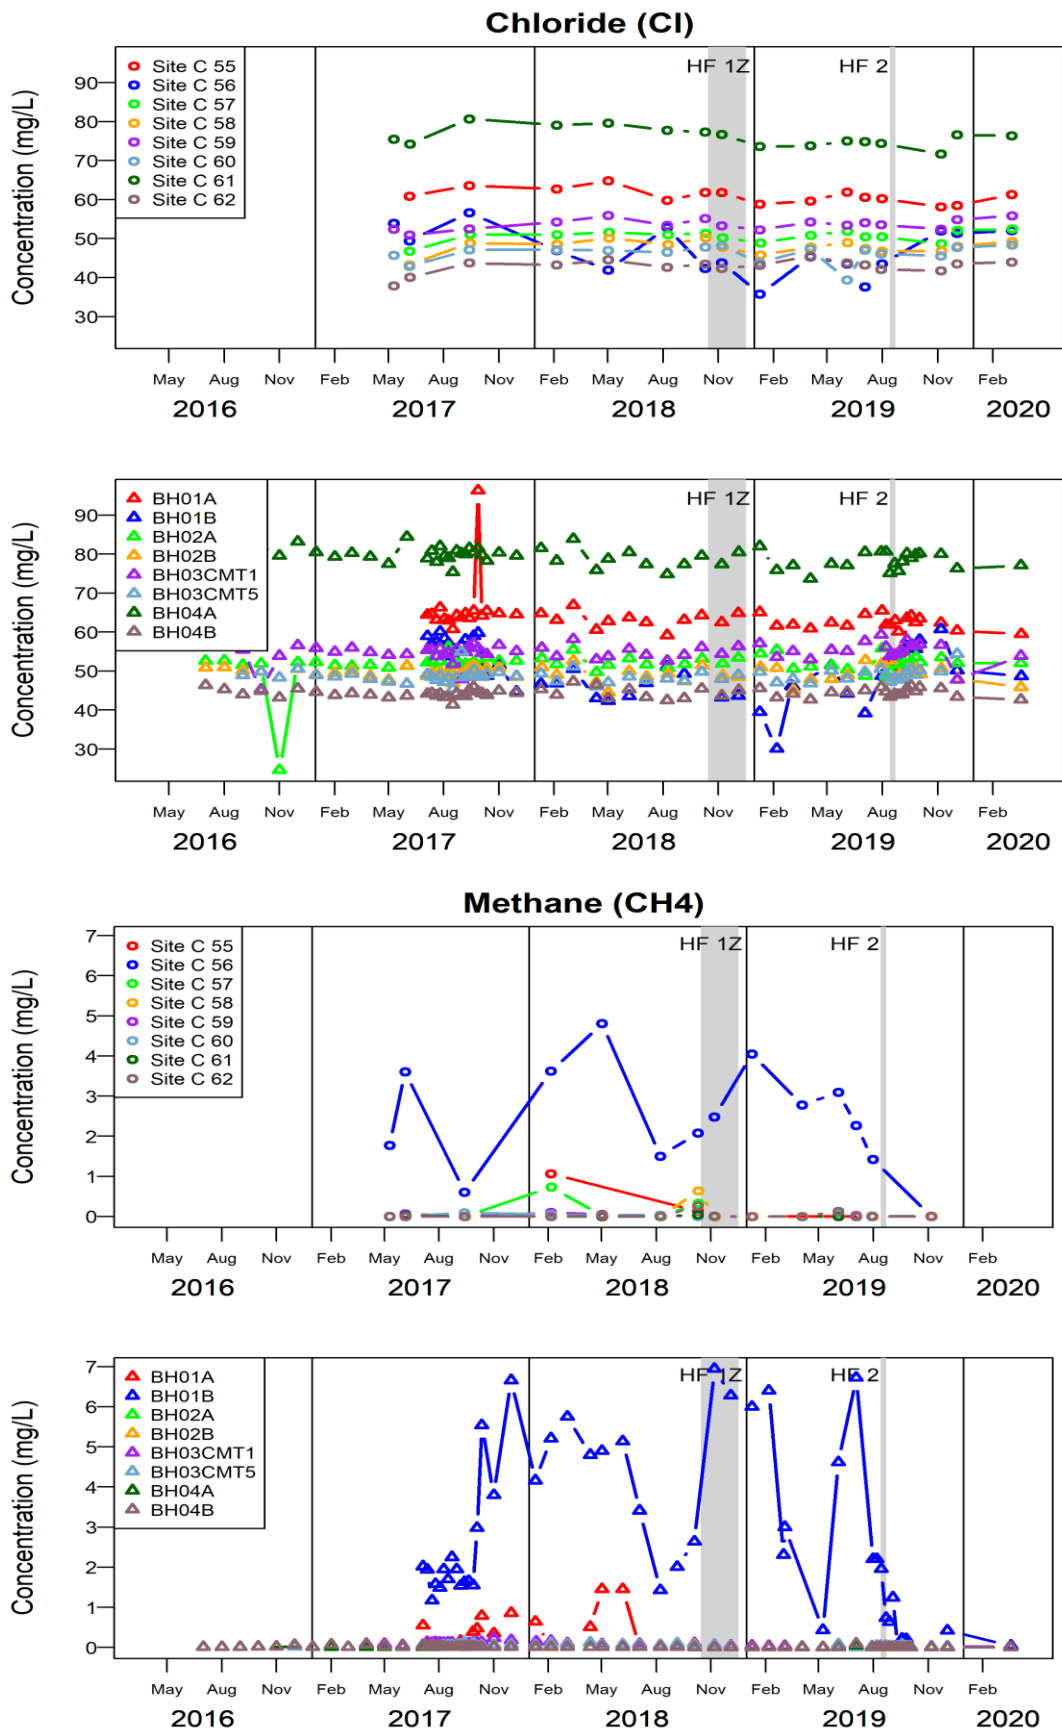 Chloride (Cl)
Concentration (mg/L)
90
80
70
60
50
40
30
Site C 55
Site C 56
Site C 57
Site C 58
Site C 59
Site C 60
Site C 61
Site C 62
HF 1Z
HF 2
May Aug Nov Feb May Aug Nov Feb May Aug Nov Feb May Aug Nov Feb
2016 2017 2018 2019 2020
Concentration (mg/L)
90
80
70
60
50
40
30
BH01A
BH01B
BH02A
BH02B
BH03CMT1
BH03CMT5
BH04A
BH04B
HF 1Z
HF 2
May Aug Nov Feb May Aug Nov Feb May Aug Nov Feb May Aug Nov Feb
2016 2017 2018 2019 2020
Methane (CH4)
Concentration (mg/L)
7
6
5
4
3
2
1
0
Site C 55
Site C 56
Site C 57
Site C 58
Site C 59
Site C 60
Site C 61
Site C 62
HF 1Z
HF 2
May Aug Nov Feb May Aug Nov Feb May Aug Nov Feb May Aug Nov Feb
2016 2017 2018 2019 2020
Concentration (mg/L)
7
6
5
4
3
2
1
0
BH01A
BH01B
BH02A
BH02B
BH03CMT1
BH03CMT5
BH04A
BH04B
HF 1Z
HF 2
May Aug Nov Feb May Aug Nov Feb May Aug Nov Feb May Aug Nov Feb
2016 2017 2018 2019 2020